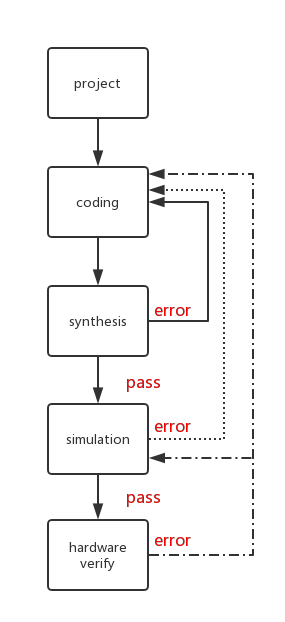 project
coding
synthesis
error
pass
simulation
error
pass
hardware
verify
error